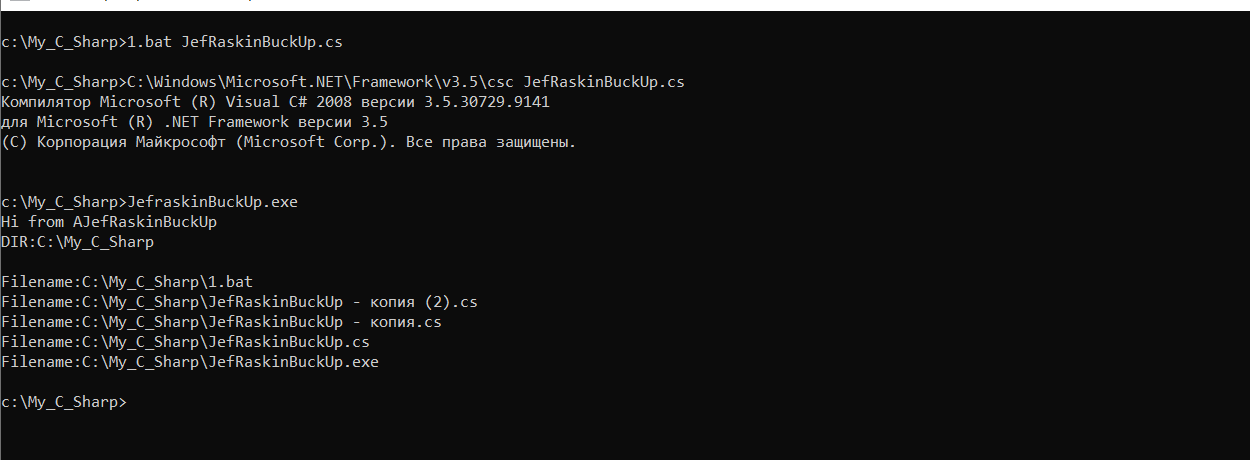 c:\My_C_Sharp>1.bat JefRaskinBuckUp.cs
c:\My_C_Sharp>C:\Windows\Microsoft.NET\Framework\v3.5\csc JefRaskinBuckUp.cs
Компилятор Microsoft (R) Visual C# 2008 версии 3.5.30729.9141
для Microsoft (R) .NET Framework версии 3.5
(C) Корпорация Майкрософт (Microsoft Corp.). Все права защищены.
c:\My_C_Sharp>JefraskinBuckUp.exe
Hi from AJefRaskinBuckUp
DIR:C:\My_C_Sharp
Filename:C:\My_C_Sharp\1.bat
Filename:C:\My_C_Sharp\JefRaskinBuckUp - копия (2).cs
Filename:C:\My_C_Sharp\JefRaskinBuckUp - копия.cs
Filename:C:\My_C_Sharp\JefRaskinBuckUp.cs
Filename:C:\My_C_Sharp\JefRaskinBuckUp.exe
c:\My_C_Sharp>